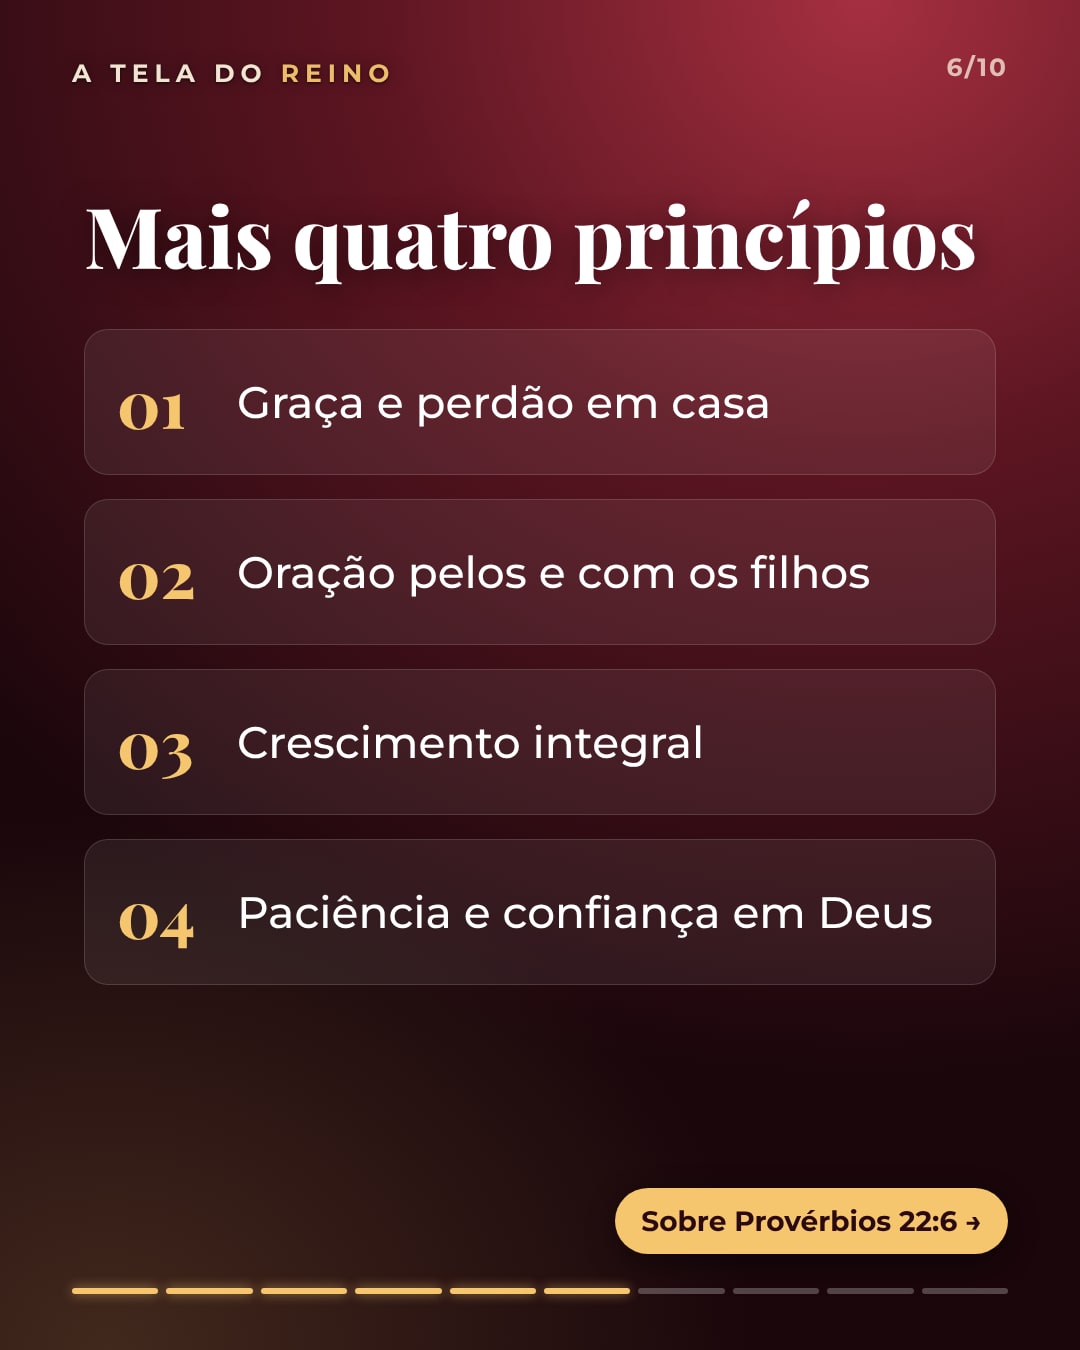 A TELA DO REINO
6/10
Mais quatro princípios
01 Graça e perdão em casa
02 Oração pelos e com os filhos
03 Crescimento integral
04 Paciência e confiança em Deus
Sobre Provérbios 22:6 →